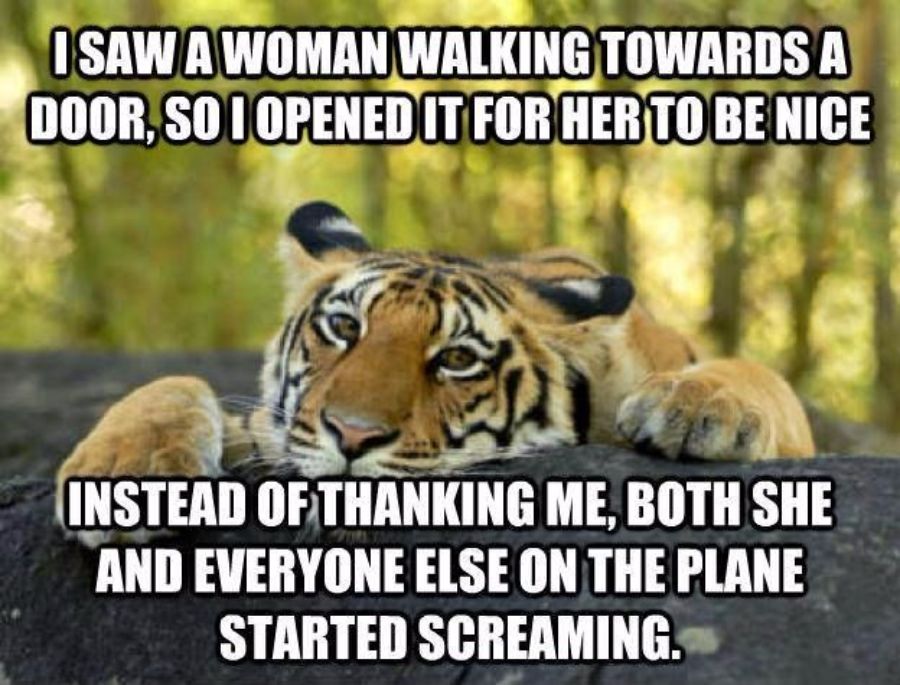 I SAW A WOMAN WALKING TOWARDS A
DOOR, SO I OPENED IT FOR HER TO BE NICE
INSTEAD OF THANKING ME, BOTH SHE
AND EVERYONE ELSE ON THE PLANE
STARTED SCREAMING.